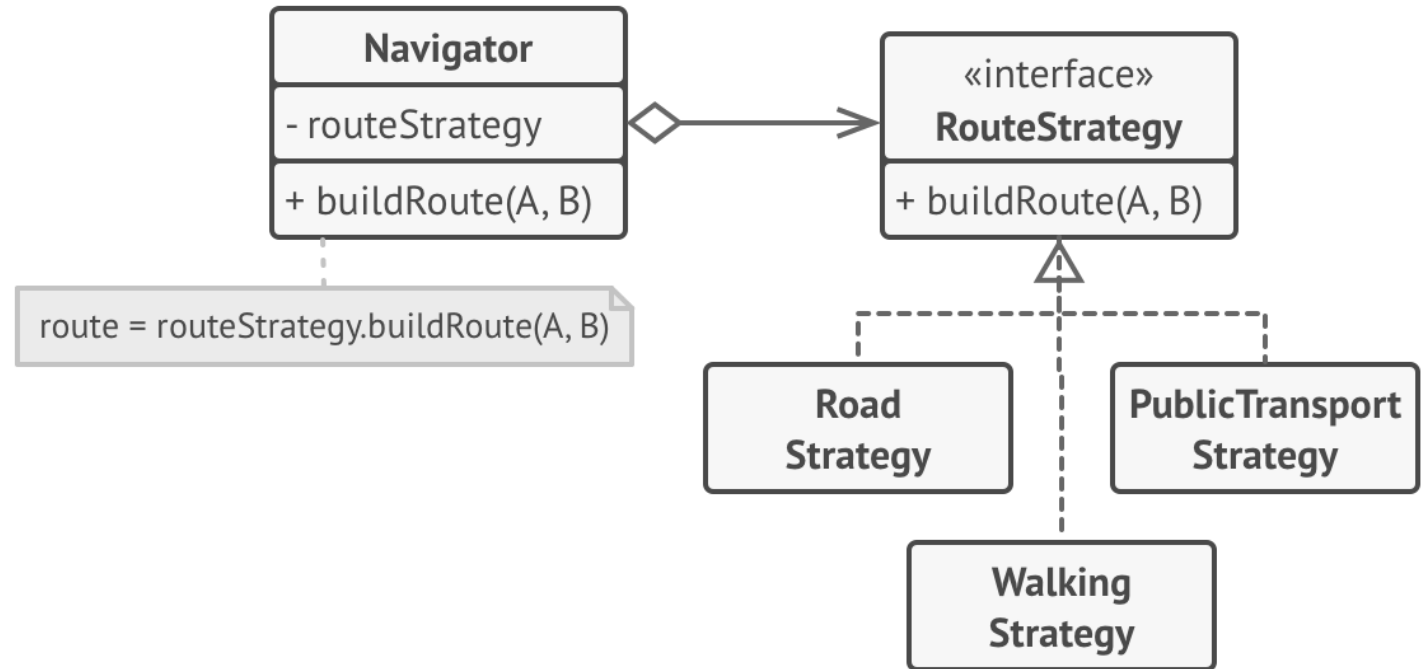 Navigator
- routeStrategy
+ buildRoute(A, B)
route = routeStrategy.buildRoute(A, B)
«interface»
RouteStrategy
+ buildRoute(A, B)
Road
Strategy
PublicTransport
Strategy
Walking
Strategy